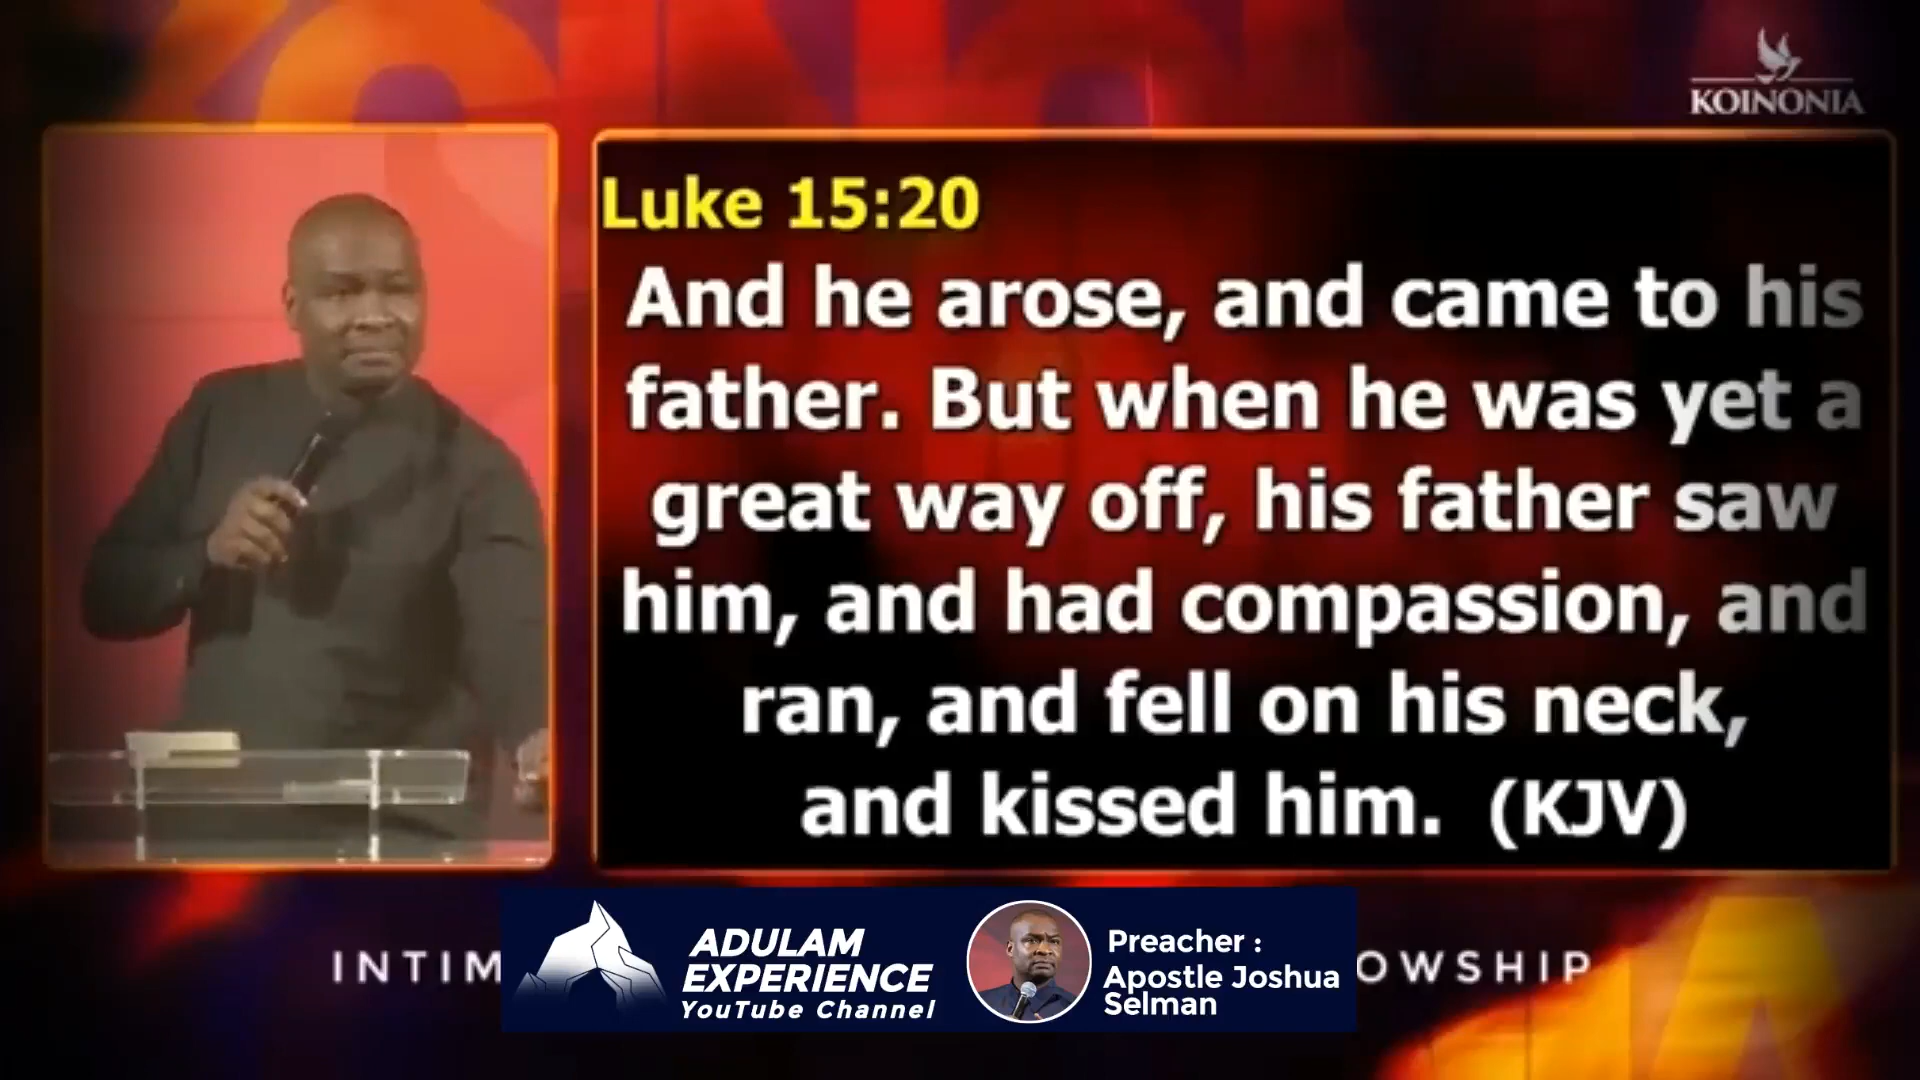 KOINONIA
Luke 15:20
And he arose, and came to his
father. But when he was yet a
great way off, his father saw
him, and had compassion, and
ran, and fell on his neck,
and kissed him. (KJV)
ADULAM
EXPERIENCE
YouTube Channel
Preacher :
Apostle Joshua
Selman